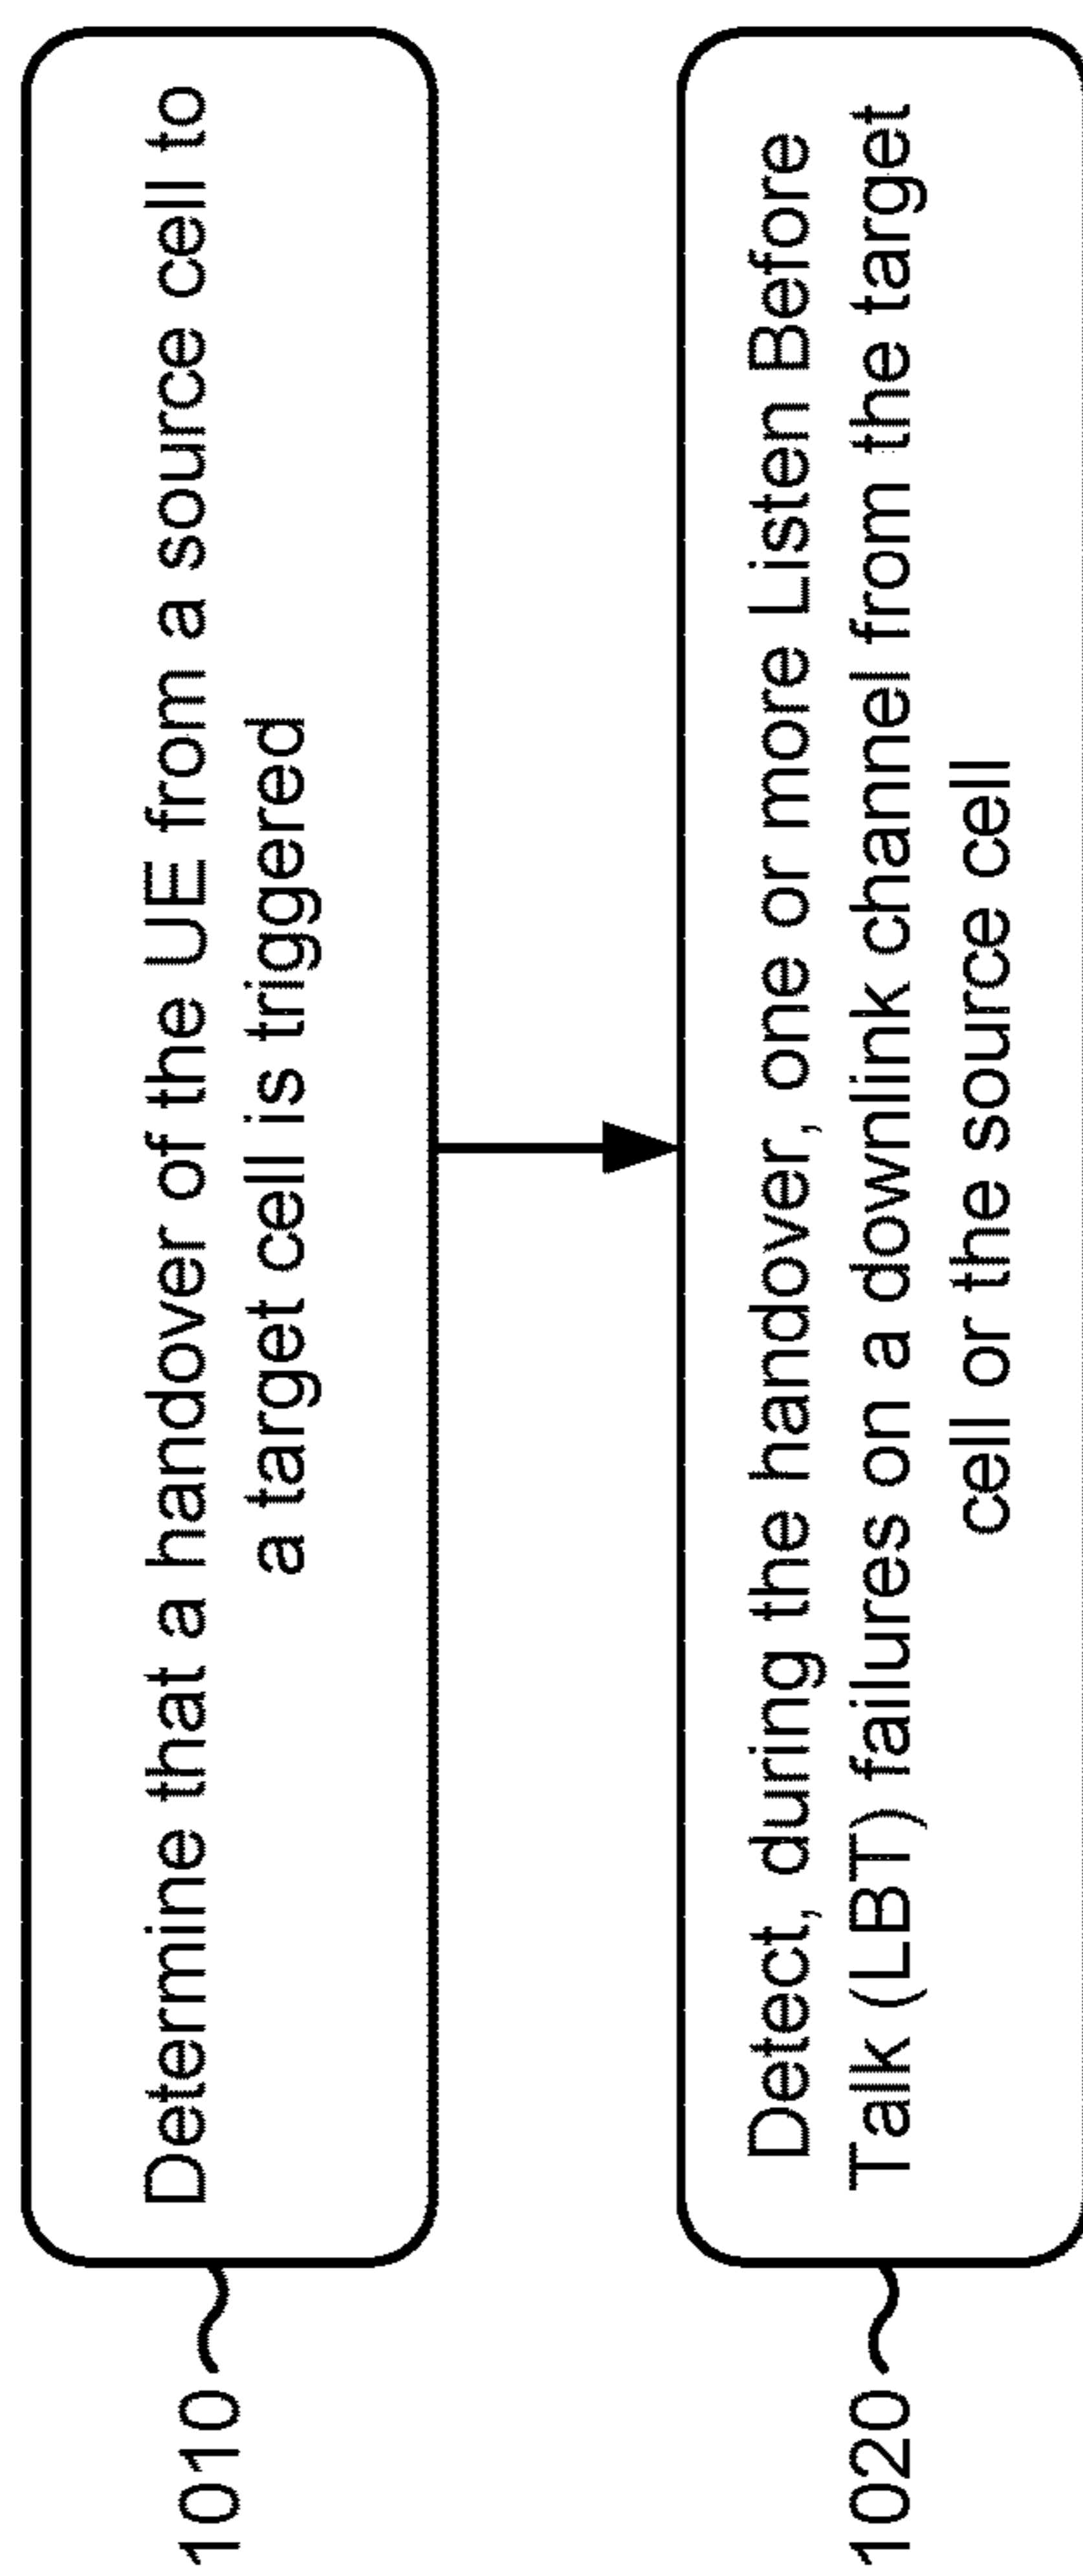 1010
Determine that a handover of the UE from a source cell to
a target cell is triggered
1020
Detect, during the handover, one or more Listen Before
Talk (LBT) failures on a downlink channel from the target
cell or the source cell